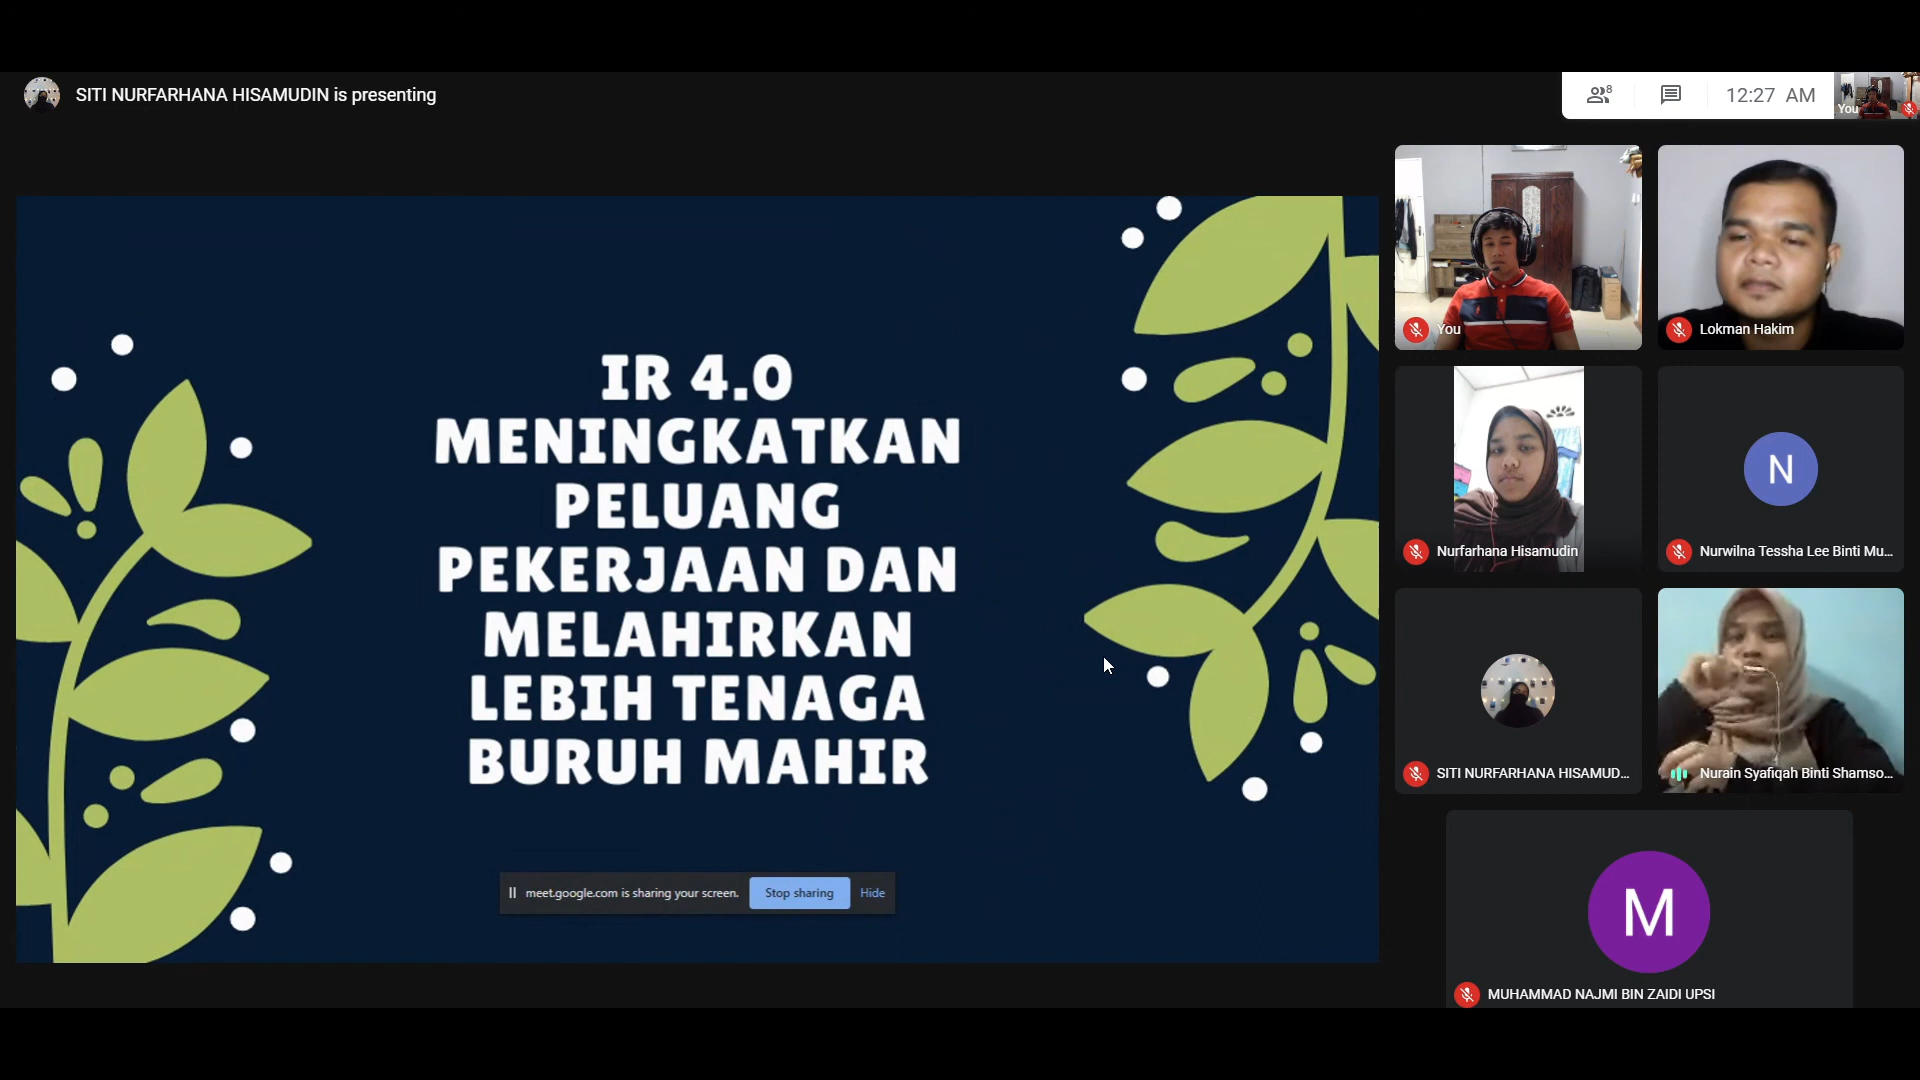 SITI NURFARHANA HISAMUDIN is presenting
8
12:27 AM
You
You
Lokman Hakim
IR 4.0
MENINGKATKAN
PELUANG
PEKERJAAN DAN
MELAHIRKAN
LEBIH TENAGA
BURUH MAHIR
Nurfarhana Hisamudin
N
Nurwilna Tessha Lee Binti Mu...
SITI NURFARHANA HISAMUD...
Nurain Syafiqah Binti Shamso...
meet.google.com is sharing your screen.
Stop sharing
Hide
M
MUHAMMAD NAJMI BIN ZAIDI UPSI